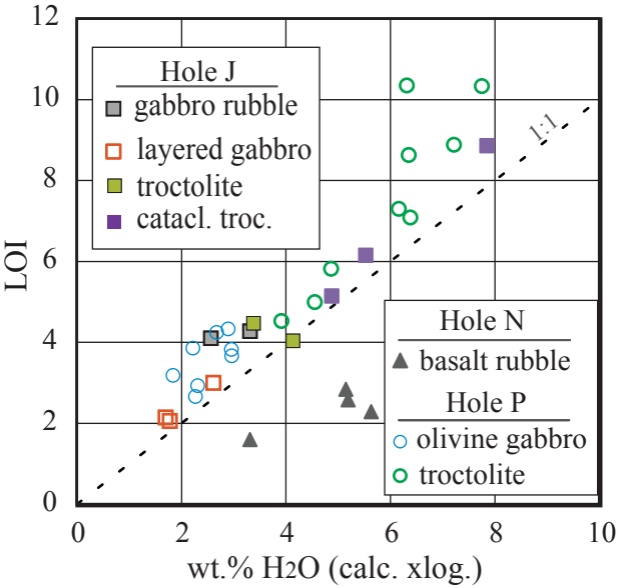 12
10
8
6
4
2
0
LOI
Hole J
gabbro rubble
layered gabbro
troctolite
catacl. troc.
1:1
Hole N
basalt rubble
Hole P
olivine gabbro
troctolite
0 2 4 6 8 10
wt.% H2O (calc. xlog.)